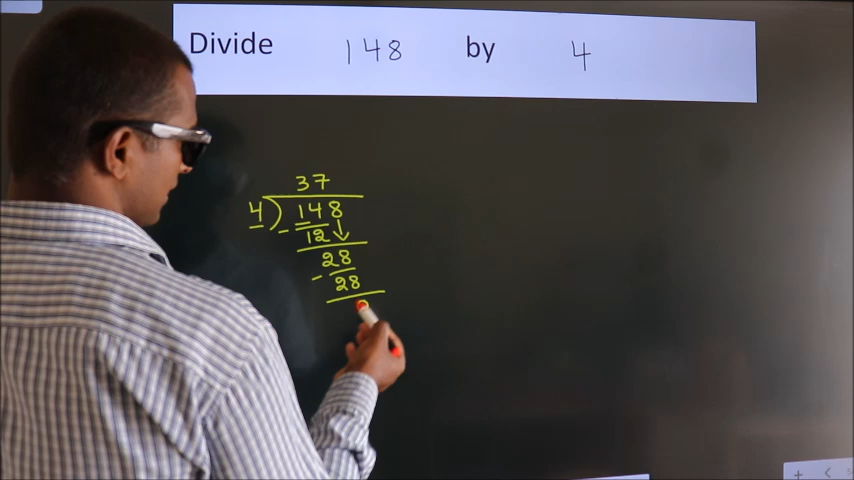 Divide 148 by 4
37
4) 148
- 12 ↓
28
- 28